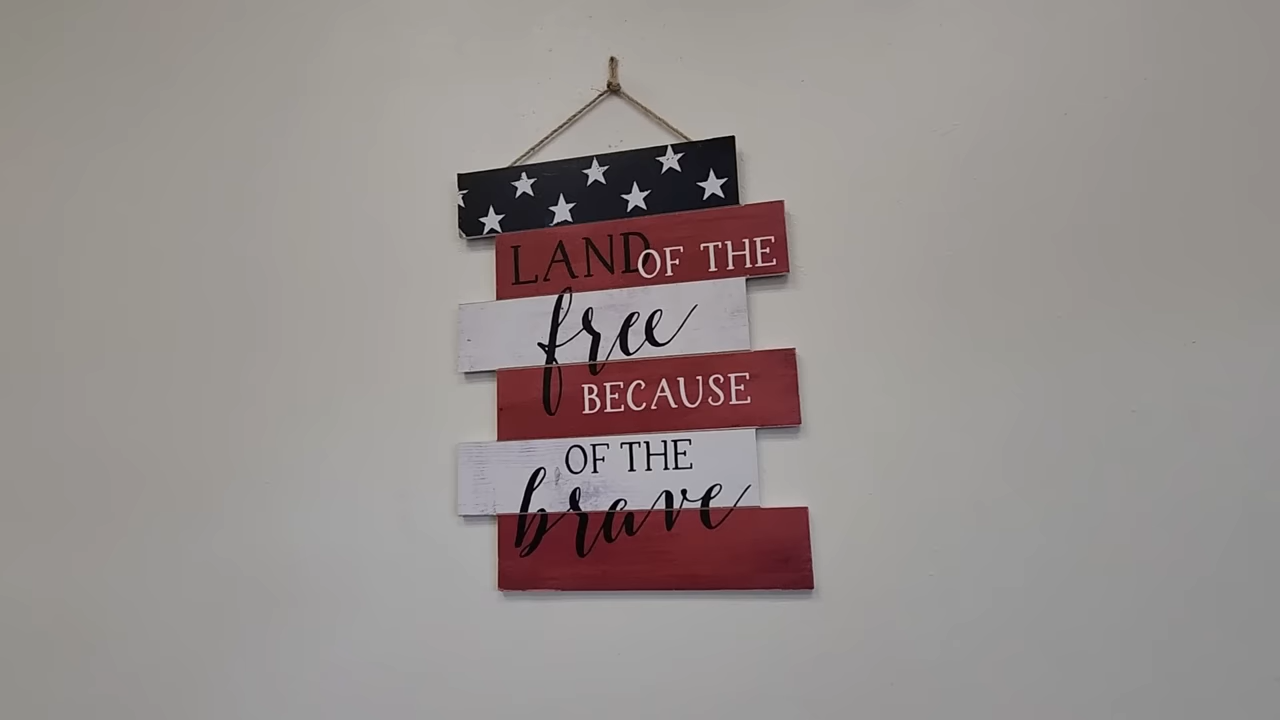 LAND OF THE
free
BECAUSE
OF THE
brave